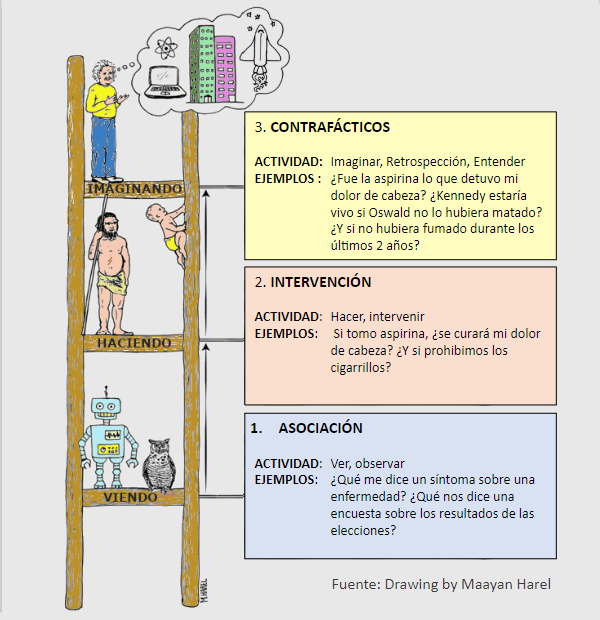 3. CONTRAFÁCTICOS
ACTIVIDAD: Imaginar, Retrospección, Entender
EJEMPLOS : ¿Fue la aspirina lo que detuvo mi
dolor de cabeza? ¿Kennedy estaría
vivo si Oswald no lo hubiera matado?
¿Y si no hubiera fumado durante los
últimos 2 años?
IMAGINANDO
2. INTERVENCIÓN
ACTIVIDAD: Hacer, intervenir
EJEMPLOS: Si tomo aspirina, ¿se curará mi dolor
de cabeza? ¿Y si prohibimos los
cigarrillos?
HACIENDO
1. ASOCIACIÓN
ACTIVIDAD: Ver, observar
EJEMPLOS: ¿Qué me dice un síntoma sobre una
enfermedad? ¿Qué nos dice una
encuesta sobre los resultados de las
elecciones?
VIENDO
M.HAREL
Fuente: Drawing by Maayan Harel